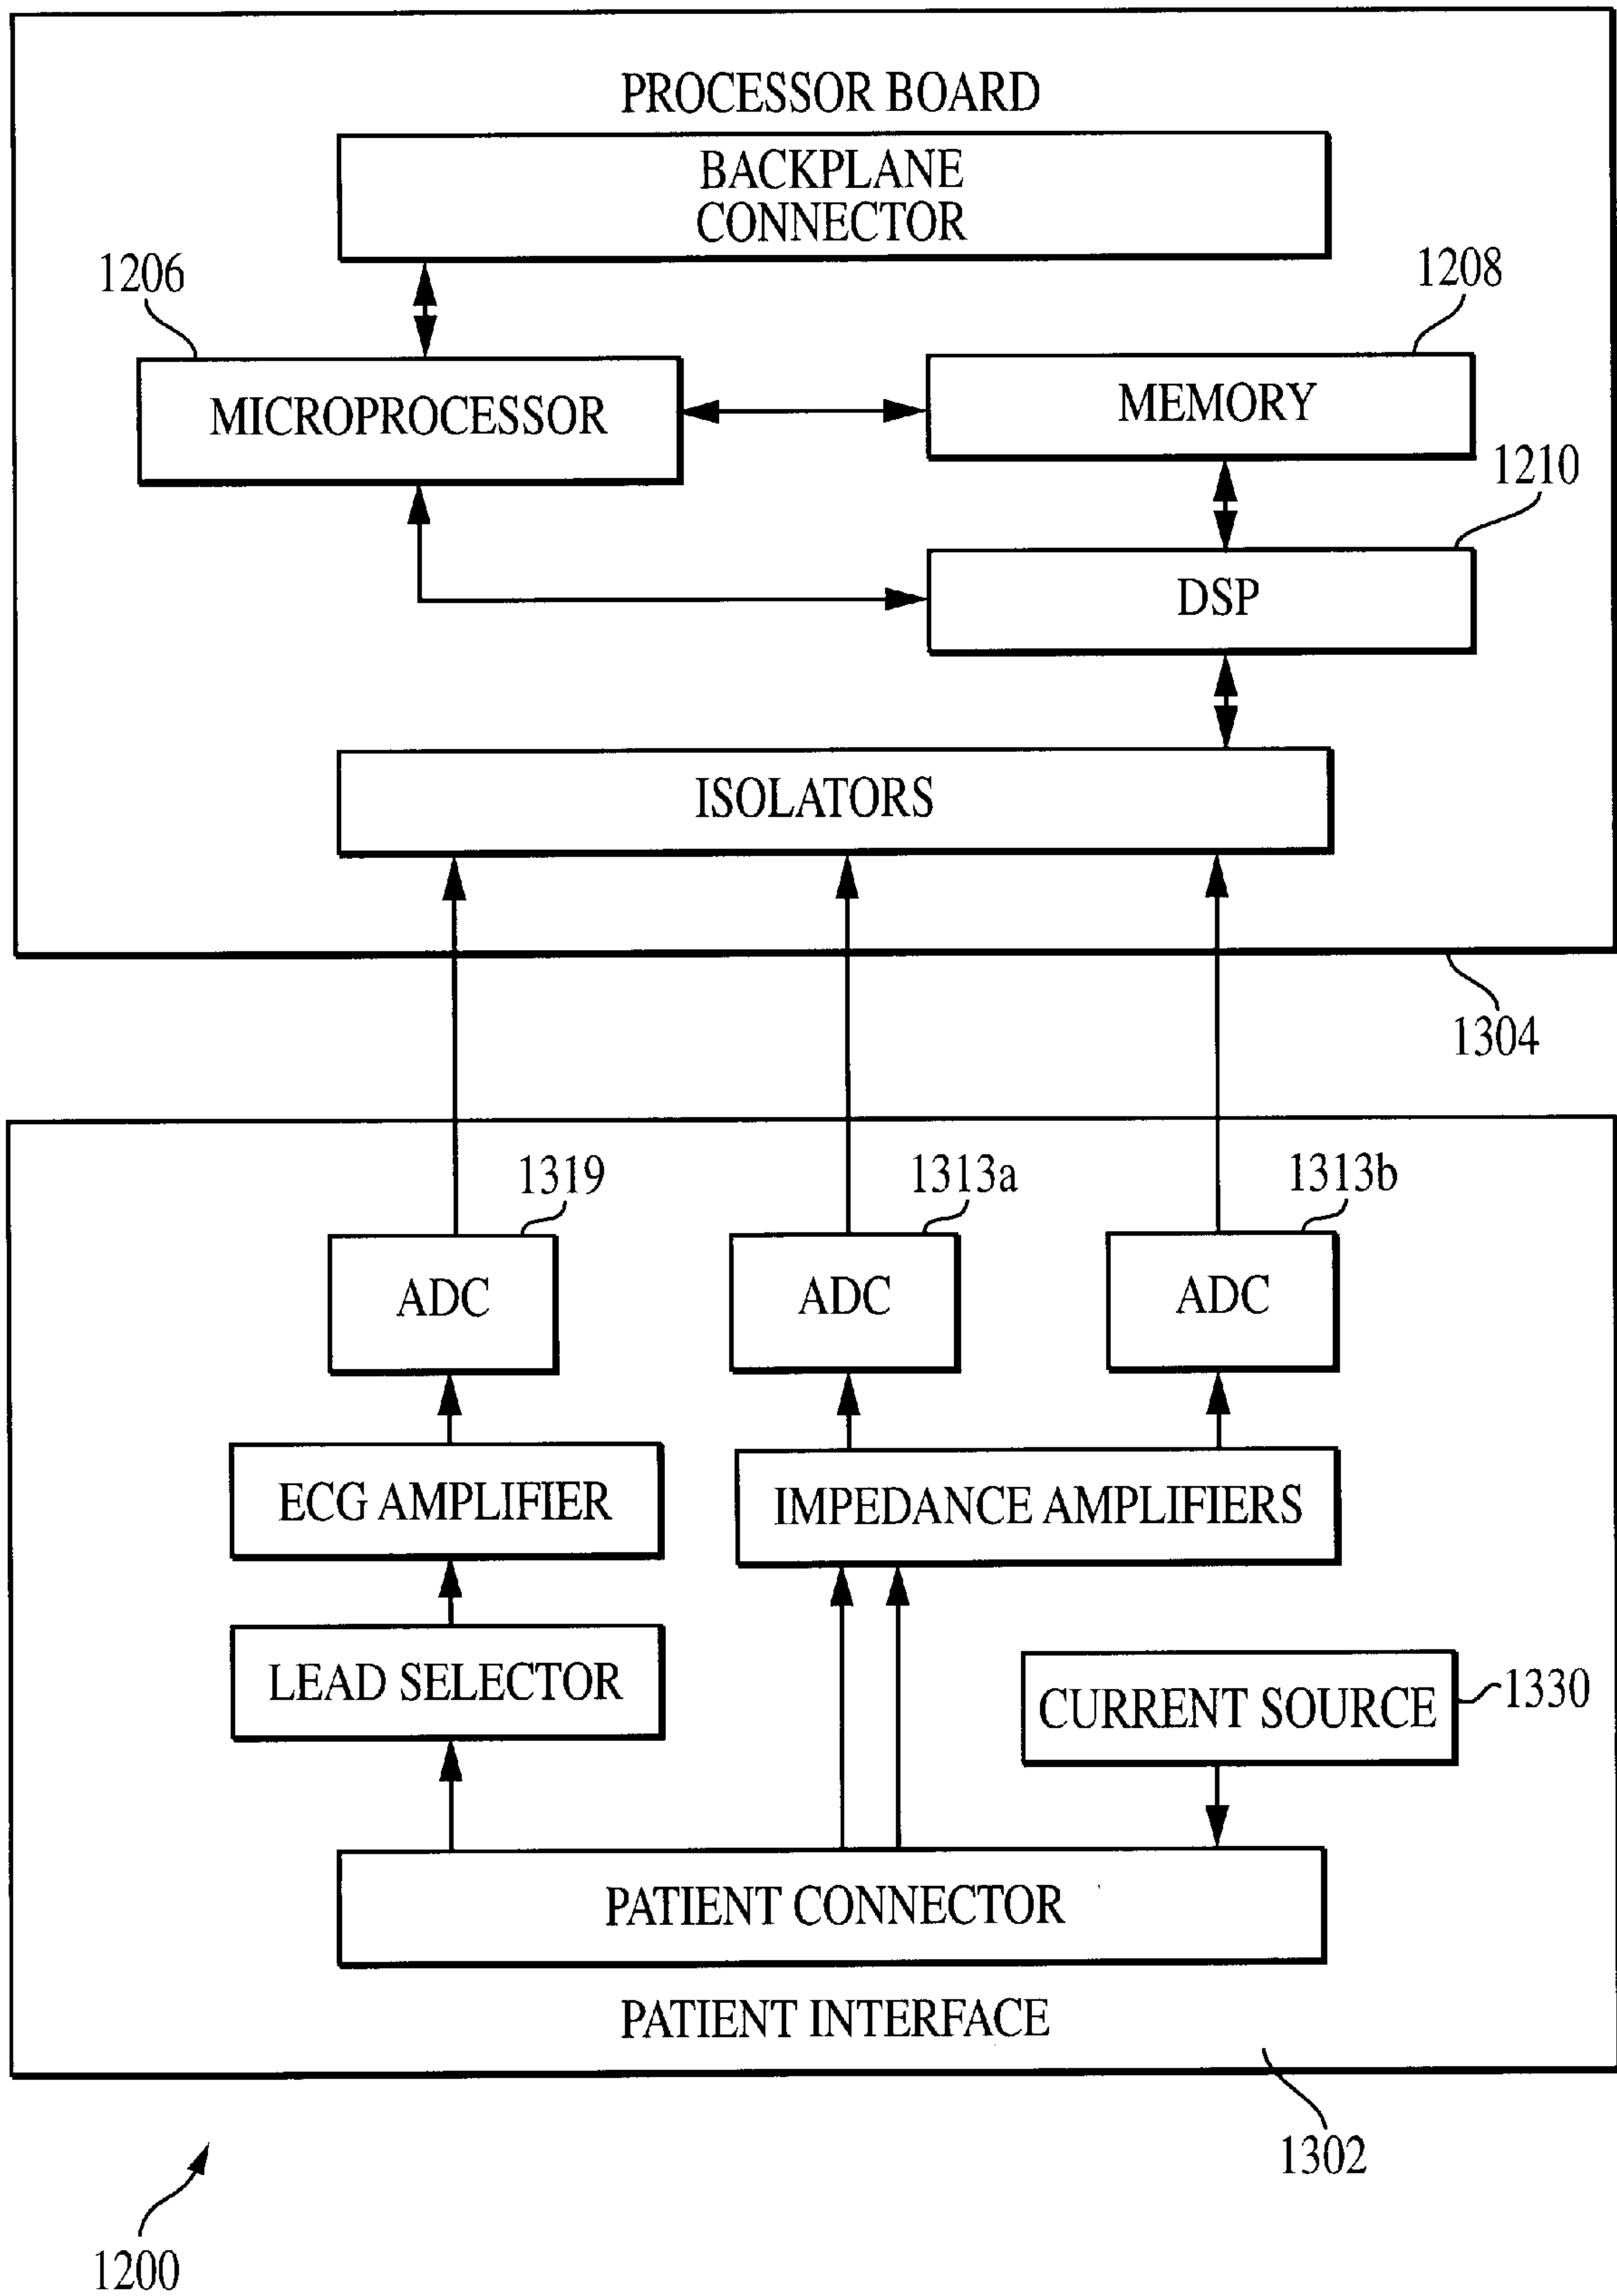 PROCESSOR BOARD
BACKPLANE
CONNECTOR
1206
1208
MICROPROCESSOR
MEMORY
1210
DSP
ISOLATORS
1304
1319
1313a
1313b
ADC
ADC
ADC
ECG AMPLIFIER
IMPEDANCE AMPLIFIERS
LEAD SELECTOR
CURRENT SOURCE
1330
PATIENT CONNECTOR
PATIENT INTERFACE
1302
1200